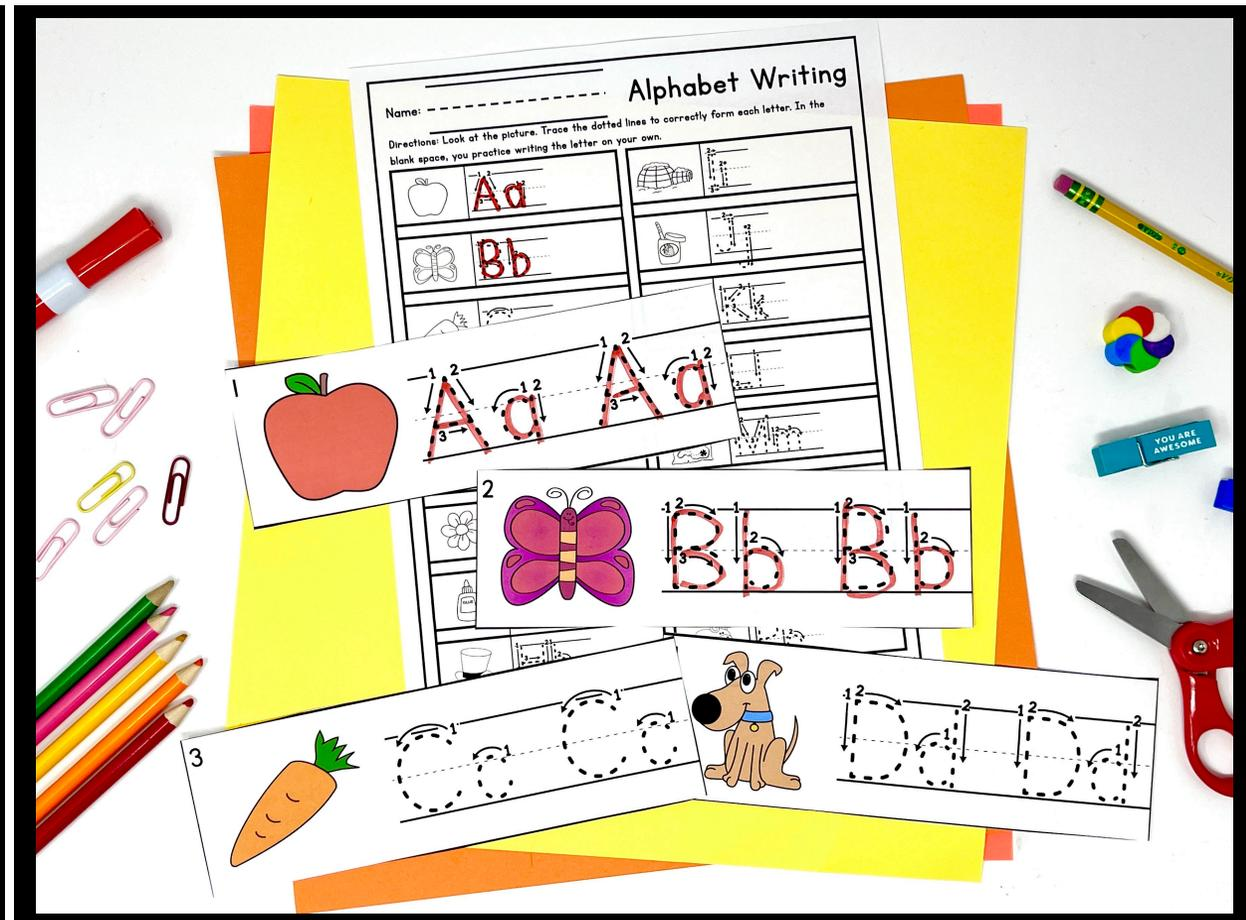 Alphabet Writing
Name:
Directions: Look at the picture. Trace the dotted lines to correctly form each letter. In the
blank space, you practice writing the letter on your own.
Aa
Ii
Bb
Jj
Kk
Mm
1
Aa Aa
2
Bb Bb
3
Cc Cc
Dd Dd
YOU ARE
AWESOME
GLUE